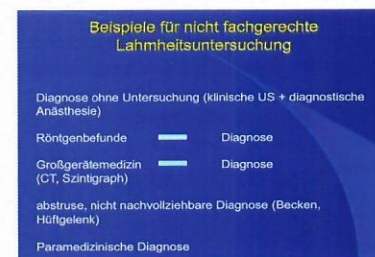 Beispiele für nicht fachgerechte
Lahmheitsuntersuchung
Diagnose ohne Untersuchung (klinische US + diagnostische
Anästhesie)
Röntgenbefunde Diagnose
Großgerätemedizin Diagnose
(CT, Szintigraph)
abstruse, nicht nachvollziehbare Diagnose (Becken,
Hüftgelenk)
Paramedizinische Diagnose